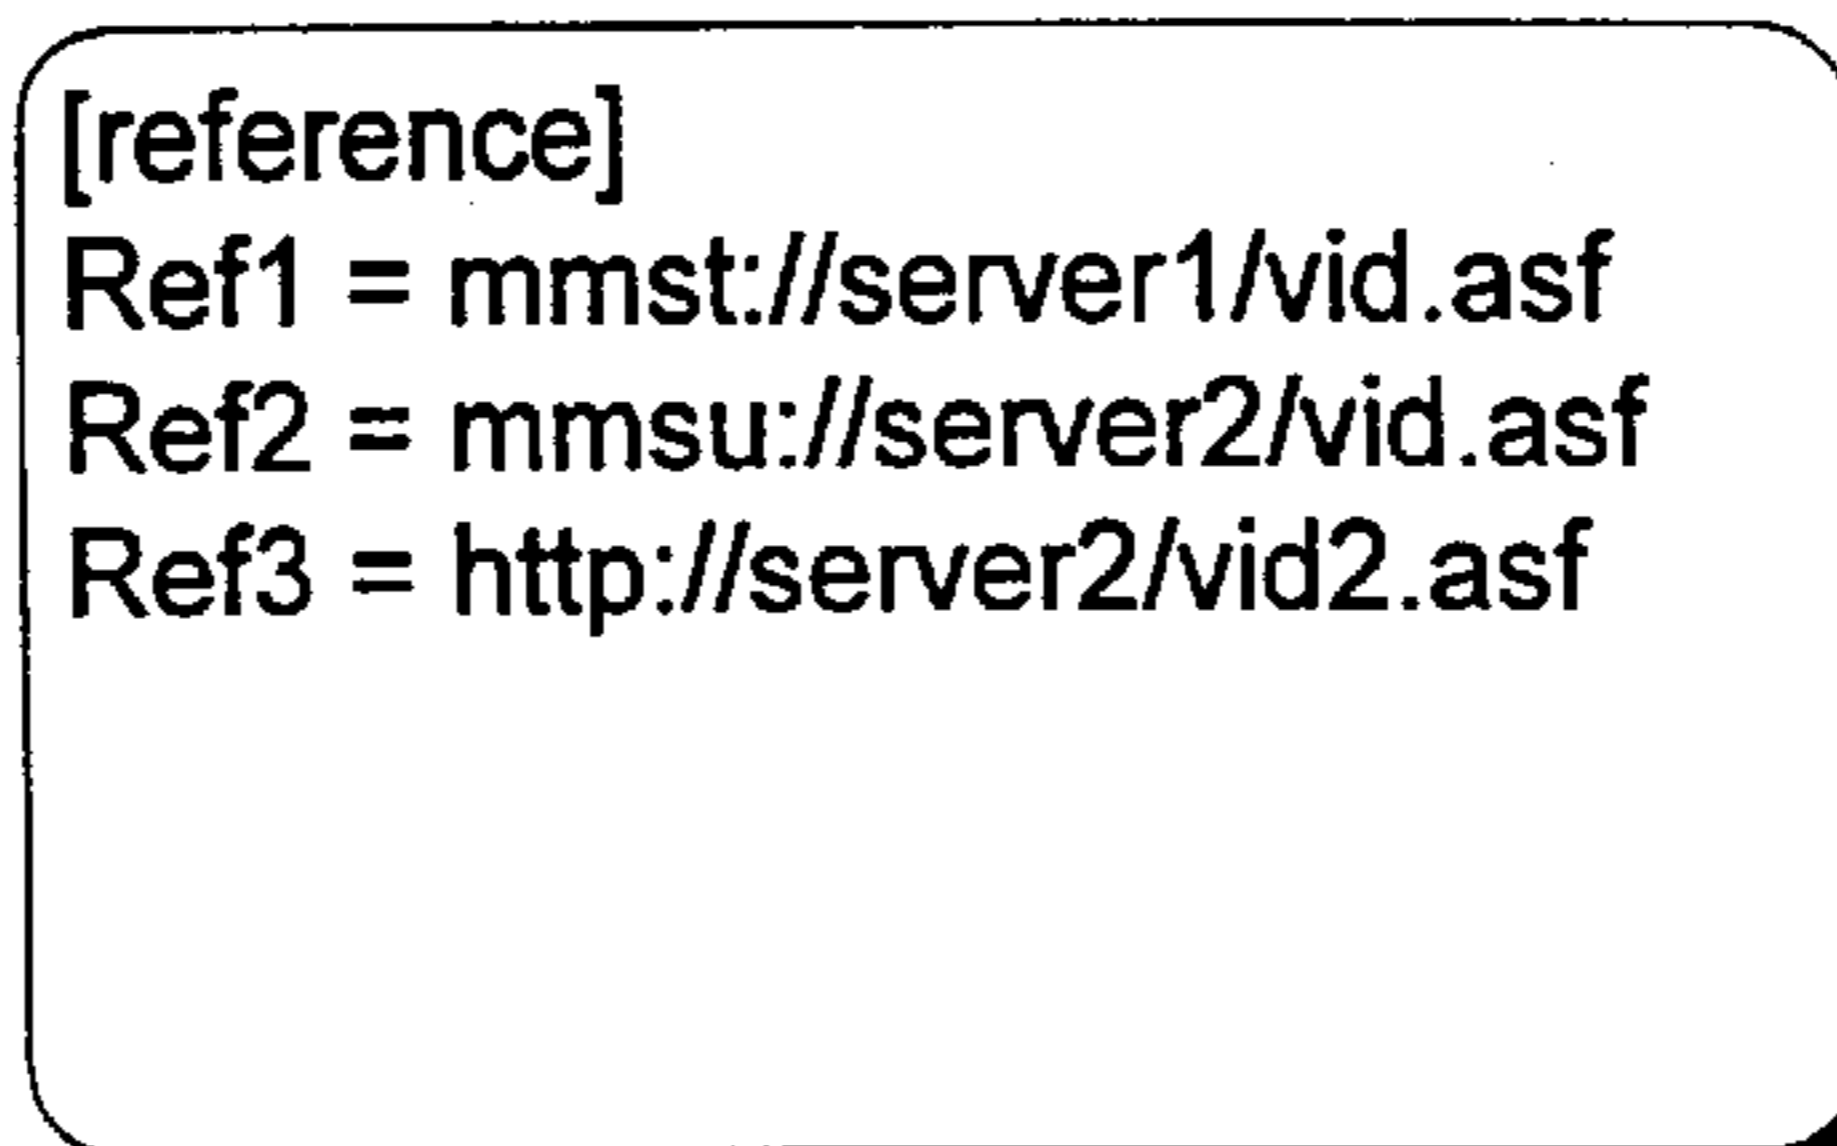 [reference]
Ref1 = mmst://server1/vid.asf
Ref2 = mmsu://server2/vid.asf
Ref3 = http://server2/vid2.asf